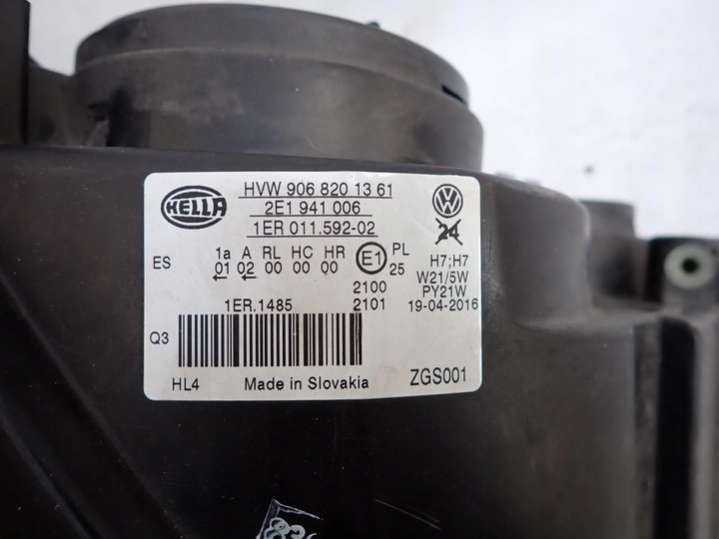 HELLA
HVW 906 820 13 61
2E1 941 006
1ER 011.592-02
VW
24
ES
1a A RL HC HR
01 02 00 00 00
E1
PL
25
H7;H7
W21/5W
PY21W
2100
2101
19-04-2016
1ER.1485
Q3
HL4
Made in Slovakia
ZGS001